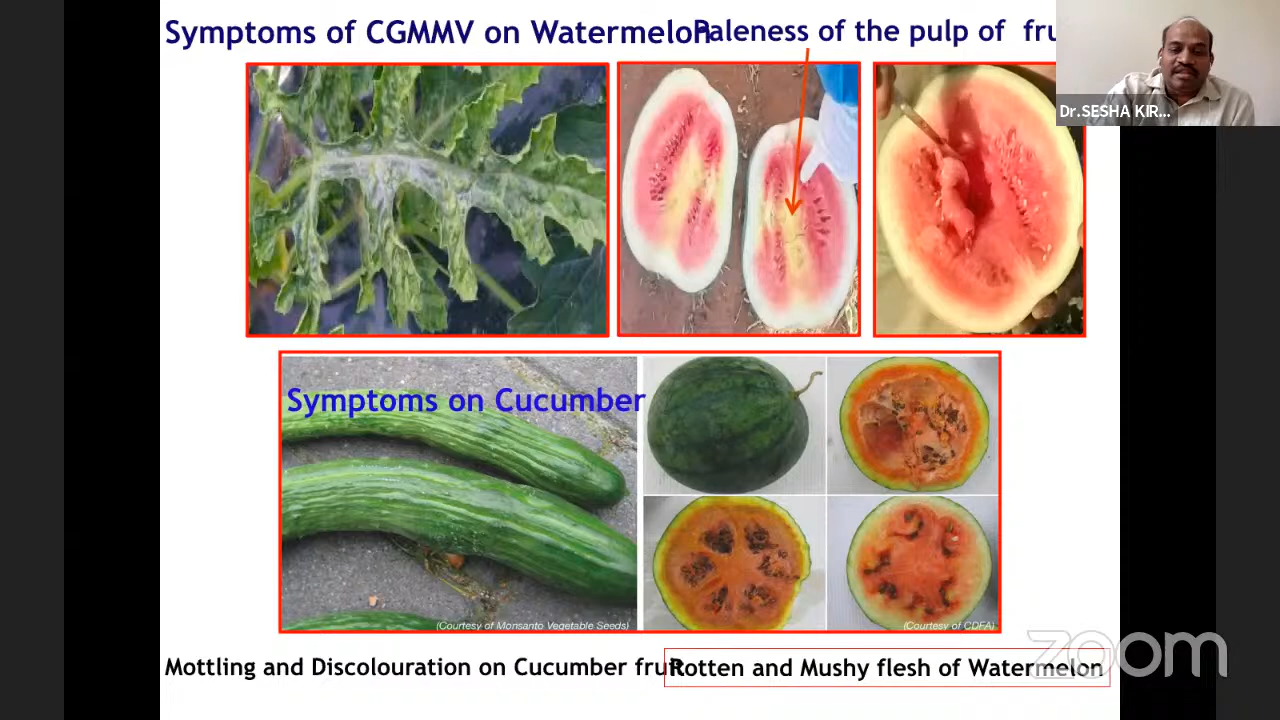 Symptoms of CGMMV on Watermelon
Paleness of the pulp of fru
Dr.SESHA KIR...
Symptoms on Cucumber
(Courtesy of Monsanto Vegetable Seeds)
(Courtesy of CDFA)
Mottling and Discolouration on Cucumber fruit
Rotten and Mushy flesh of Watermelon
zoom